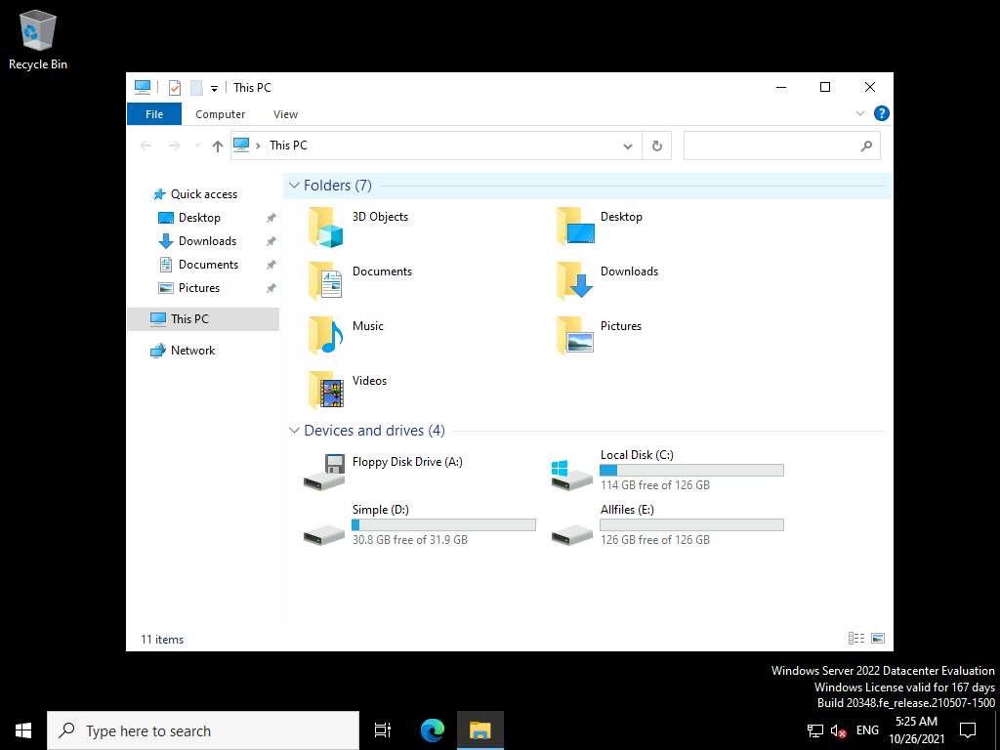 Recycle Bin
This PC
File
Computer
View
?
This PC
Quick access
Desktop
Downloads
Documents
Pictures
This PC
Network
Folders (7)
3D Objects
Desktop
Documents
Downloads
Music
Pictures
Videos
Devices and drives (4)
Floppy Disk Drive (A:)
Local Disk (C:)
114 GB free of 126 GB
Simple (D:)
30.8 GB free of 31.9 GB
Allfiles (E:)
126 GB free of 126 GB
11 items
Windows Server 2022 Datacenter Evaluation
Windows License valid for 167 days
Build 20348.fe_release.210507-1500
Type here to search
ENG
5:25 AM
10/26/2021